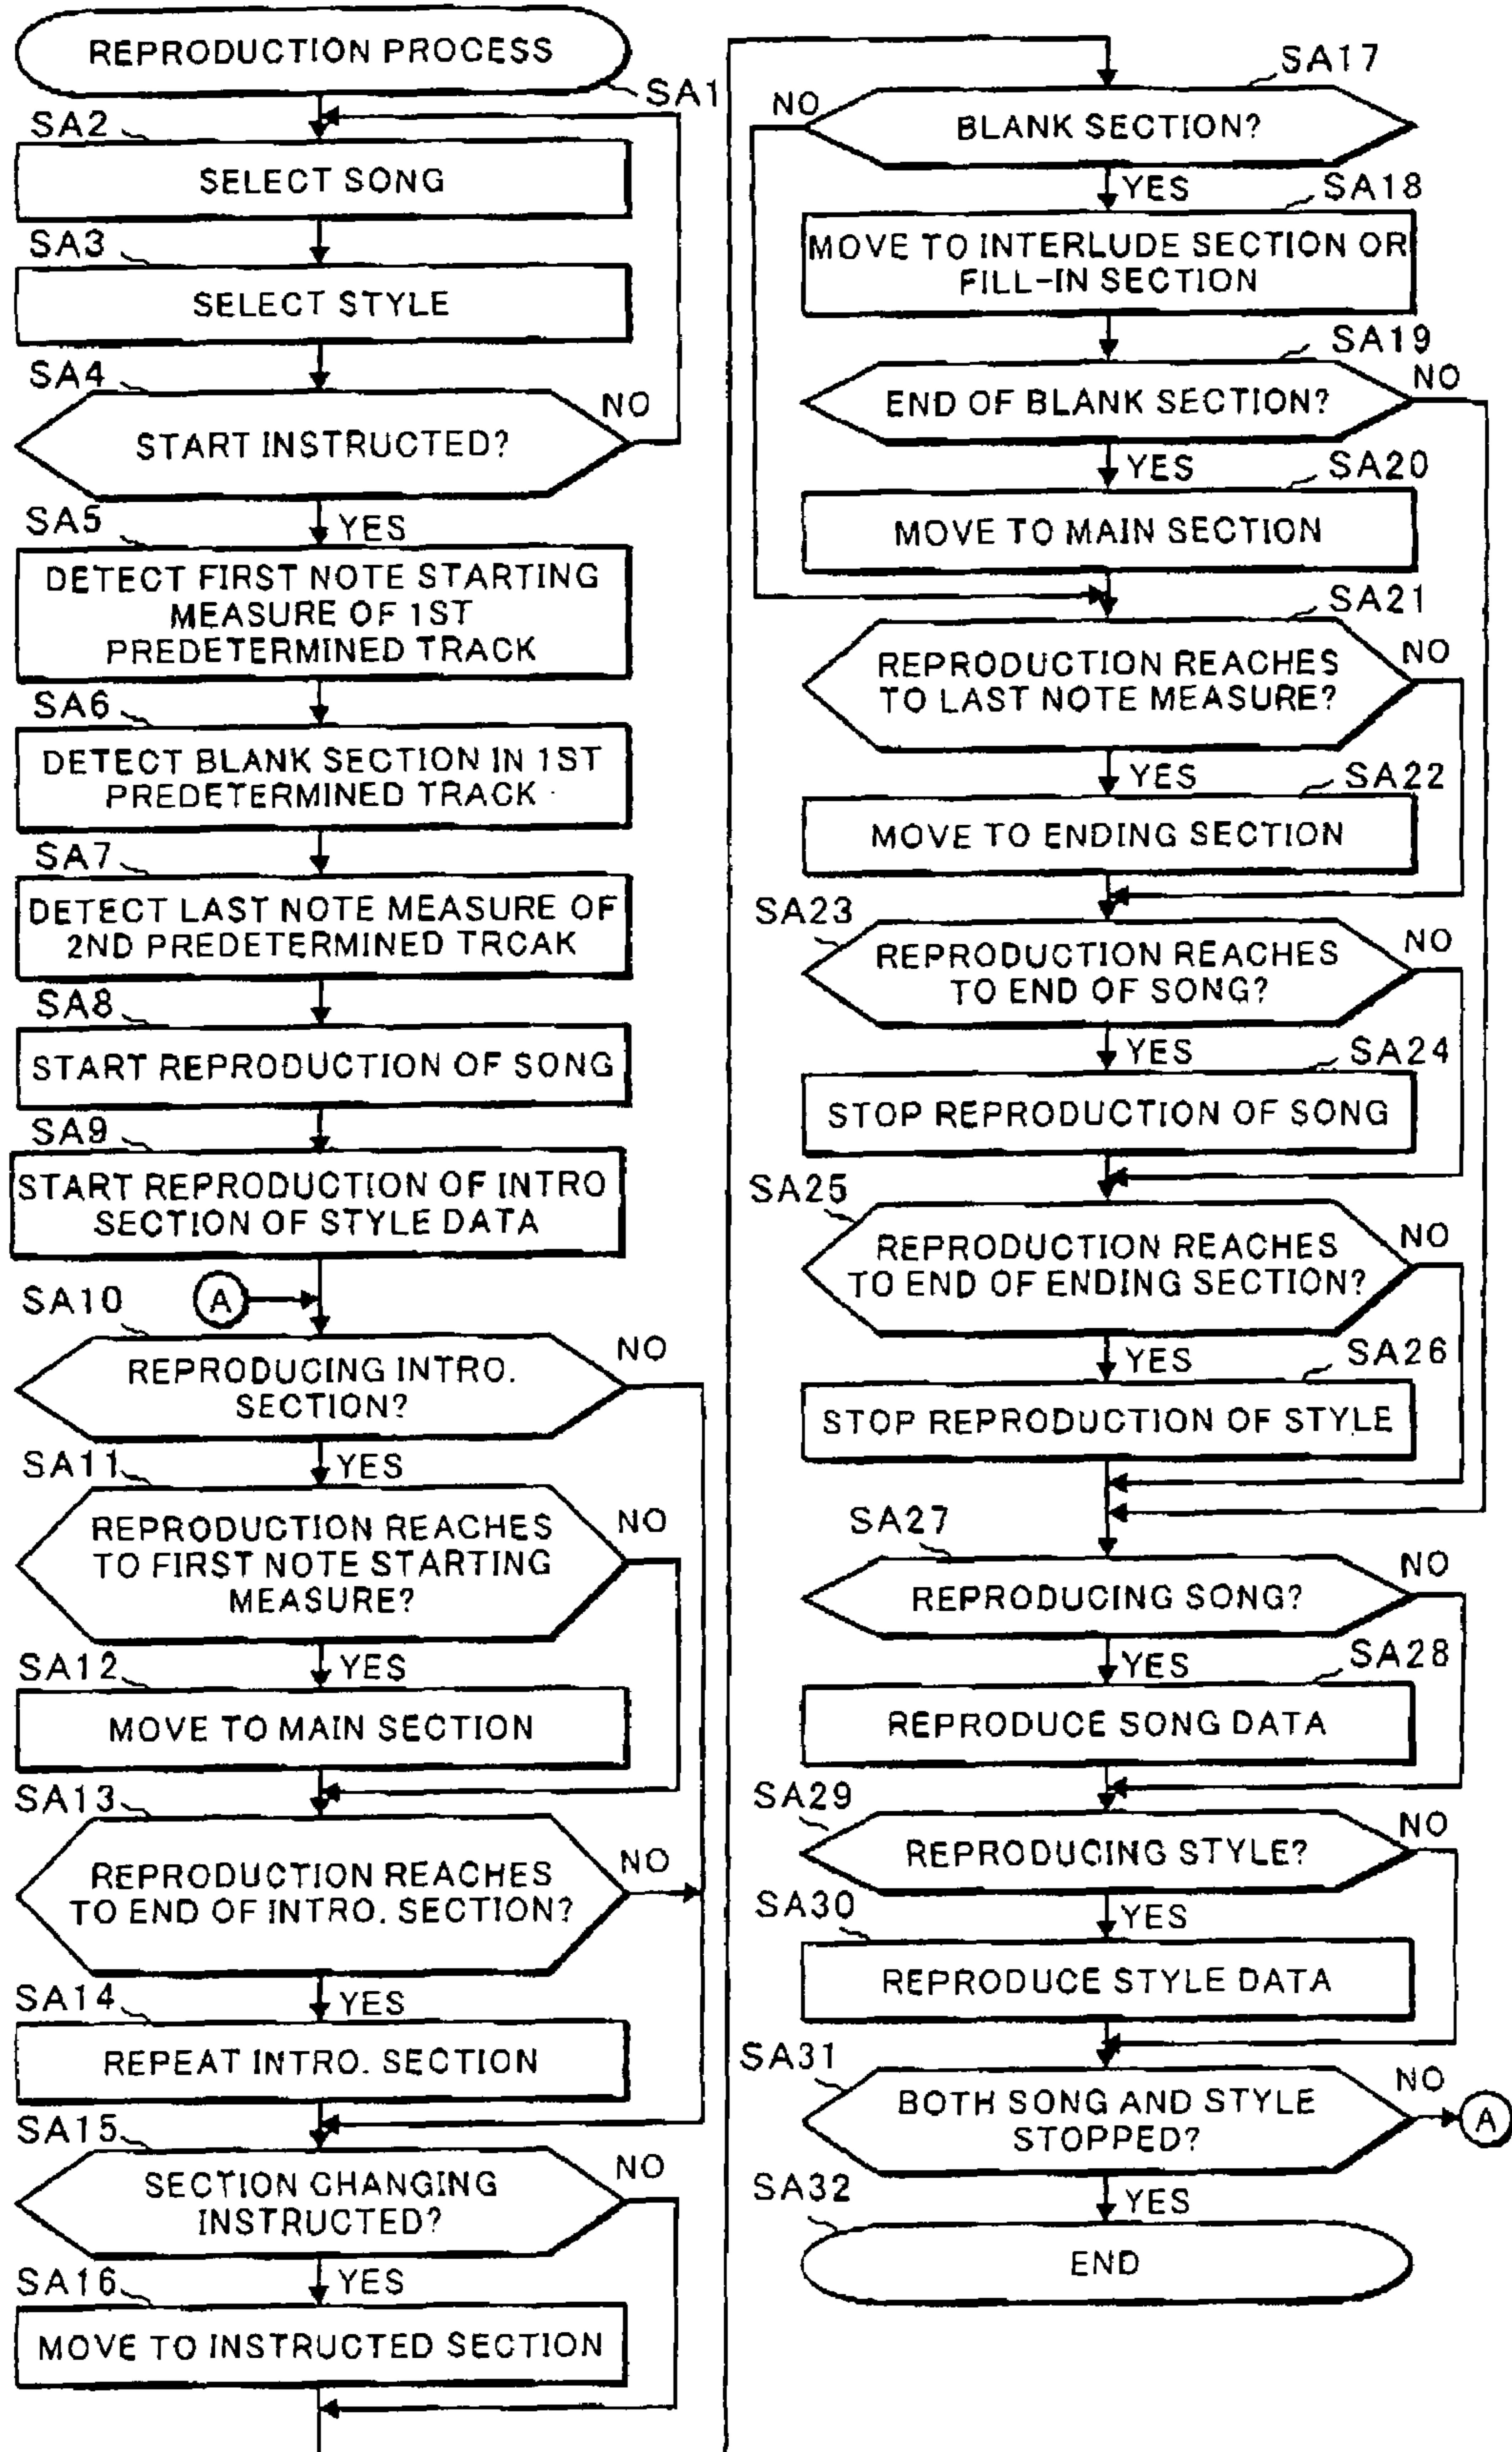 REPRODUCTION PROCESS
SA1
SA2
SELECT SONG
SA3
SELECT STYLE
SA4
START INSTRUCTED?
NO
YES
SA5
DETECT FIRST NOTE STARTING
MEASURE OF 1ST
PREDETERMINED TRACK
SA6
DETECT BLANK SECTION IN 1ST
PREDETERMINED TRACK
SA7
DETECT LAST NOTE MEASURE OF
2ND PREDETERMINED TRCAK
SA8
START REPRODUCTION OF SONG
SA9
START REPRODUCTION OF INTRO
SECTION OF STYLE DATA
A
SA10
REPRODUCING INTRO.
SECTION?
NO
YES
SA11
REPRODUCTION REACHES
TO FIRST NOTE STARTING
MEASURE?
NO
YES
SA12
MOVE TO MAIN SECTION
SA13
REPRODUCTION REACHES
TO END OF INTRO. SECTION?
NO
YES
SA14
REPEAT INTRO. SECTION
SA15
SECTION CHANGING
INSTRUCTED?
NO
YES
SA16
MOVE TO INSTRUCTED SECTION
SA17
BLANK SECTION?
NO
YES
SA18
MOVE TO INTERLUDE SECTION OR
FILL-IN SECTION
SA19
END OF BLANK SECTION?
NO
YES
SA20
MOVE TO MAIN SECTION
SA21
REPRODUCTION REACHES
TO LAST NOTE MEASURE?
NO
YES
SA22
MOVE TO ENDING SECTION
SA23
REPRODUCTION REACHES
TO END OF SONG?
NO
YES
SA24
STOP REPRODUCTION OF SONG
SA25
REPRODUCTION REACHES
TO END OF ENDING SECTION?
NO
YES
SA26
STOP REPRODUCTION OF STYLE
SA27
REPRODUCING SONG?
NO
YES
SA28
REPRODUCE SONG DATA
SA29
REPRODUCING STYLE?
NO
YES
SA30
REPRODUCE STYLE DATA
SA31
BOTH SONG AND STYLE
STOPPED?
NO
A
YES
SA32
END